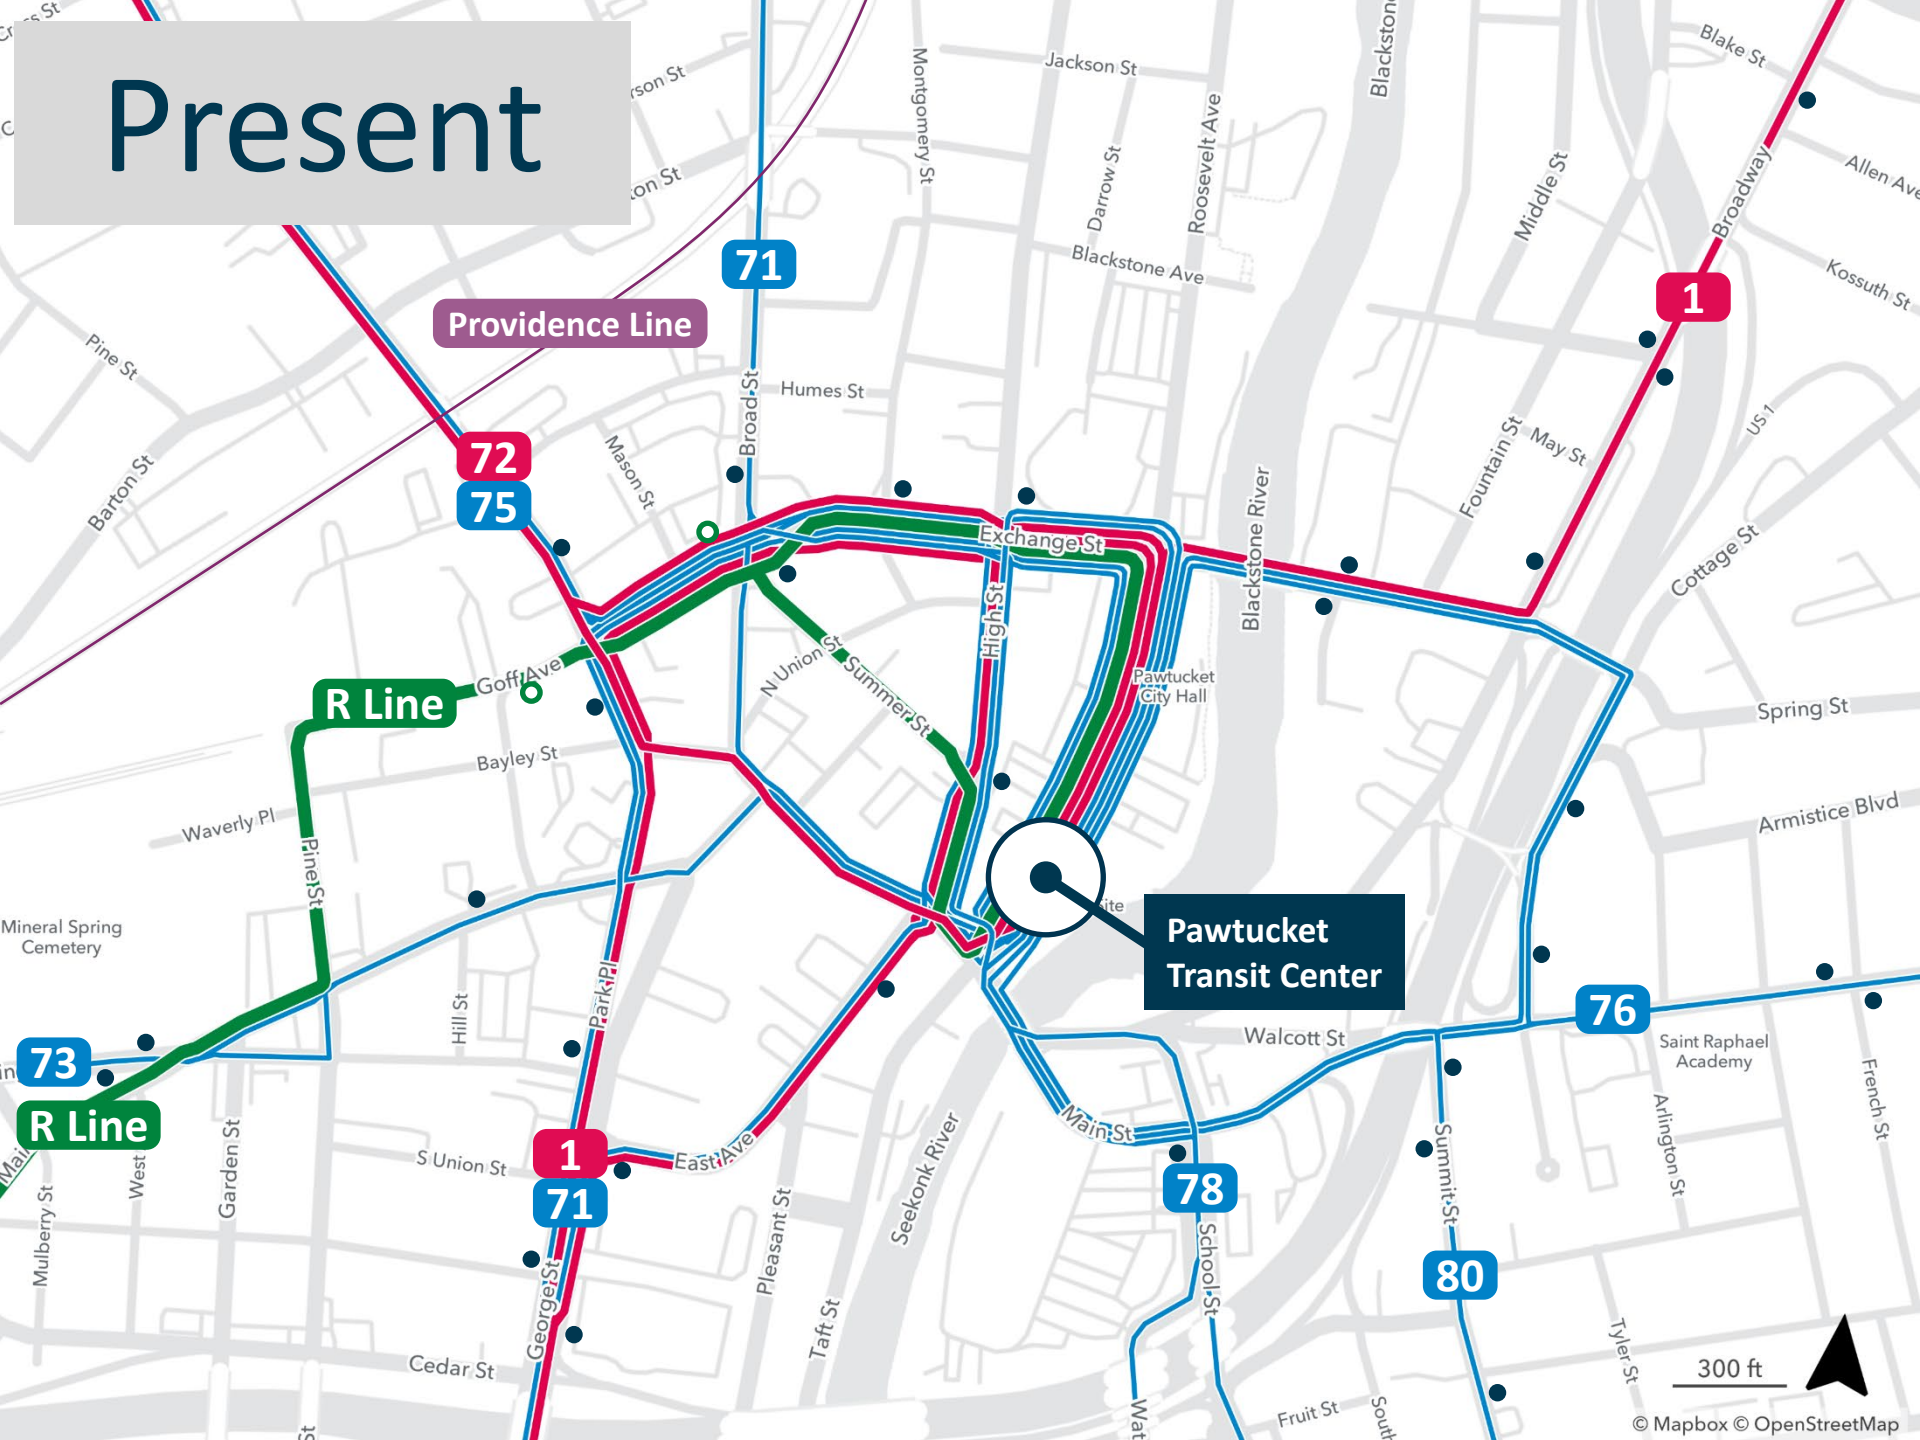 Present
Jackson St
Blake St
Montgomery St
Roosevelt Ave
Darrow St
Middle St
Broadway
Allen Ave
Blackstone Ave
Kossuth St
71
1
Providence Line
Pine St
Humes St
Broad St
US 1
Mason St
May St
Fountain St
72
75
Barton St
Cottage St
Exchange St
Blackstone River
High St
N Union St
Summer St
Goff Ave
R Line
Pawtucket
City Hall
Spring St
Bayley St
Waverly Pl
Armistice Blvd
Pine St
Mineral Spring
Cemetery
Pawtucket
Transit Center
Park Pl
Hill St
76
Walcott St
Saint Raphael
Academy
73
R Line
French St
Main St
Arlington St
Garden St
West
S Union St
1
71
East Ave
Seekonk River
78
Summit St
Mulberry St
Pleasant St
School St
80
George St
Taft St
Cedar St
Tyler St
300 ft
Fruit St
© Mapbox © OpenStreetMap